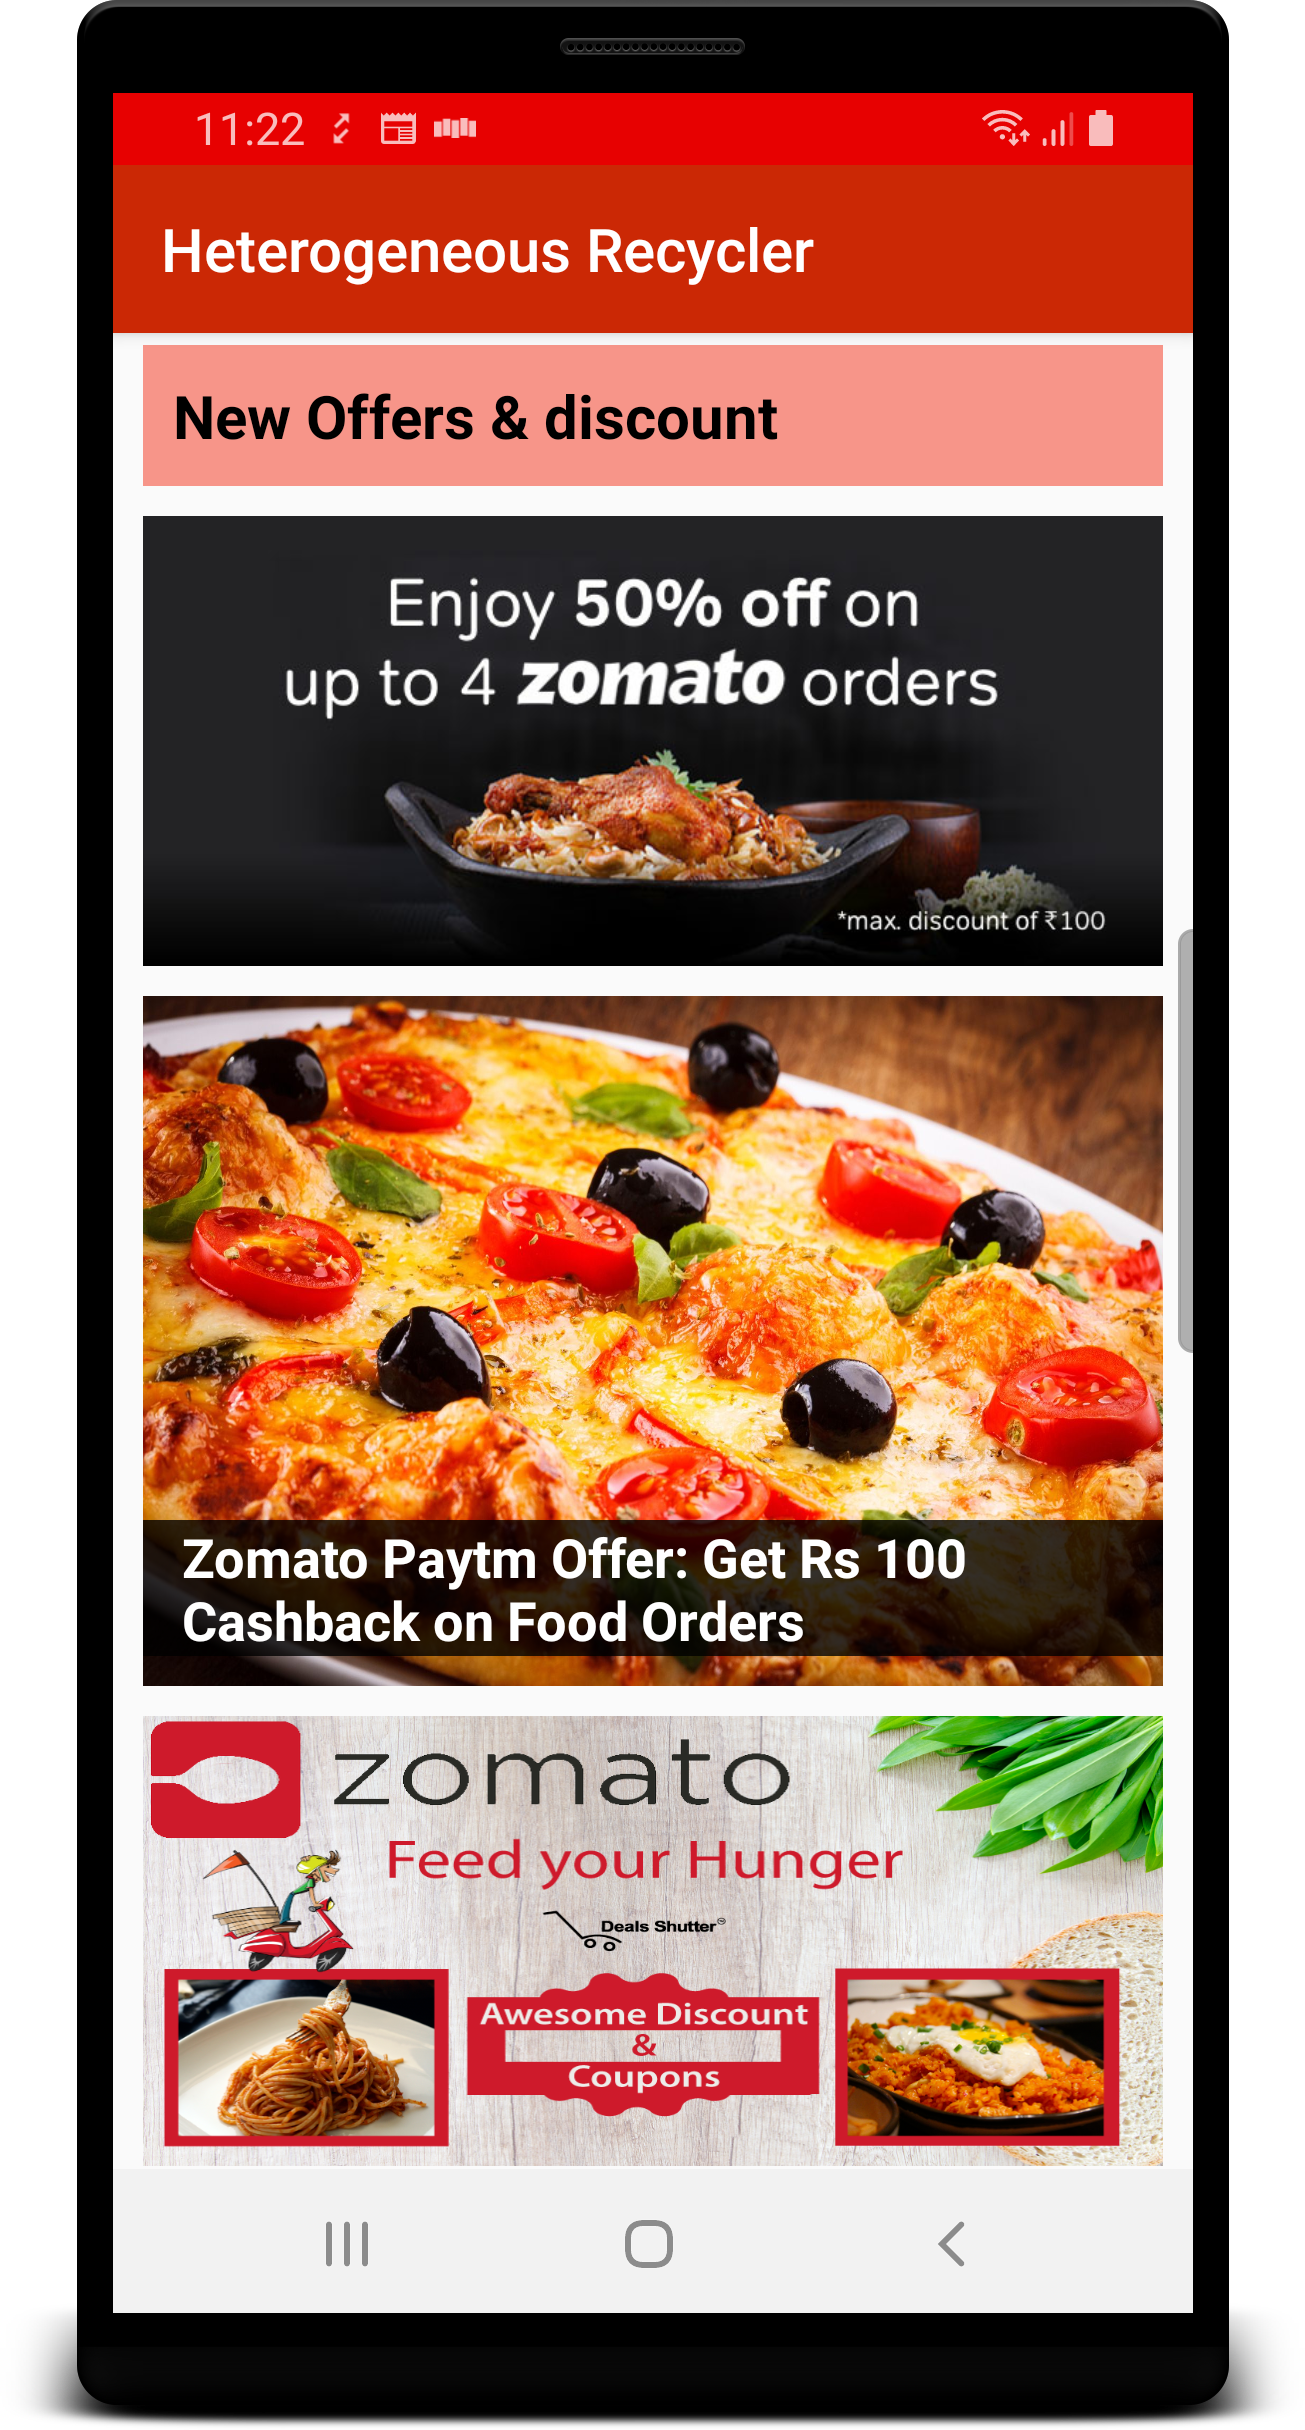 11:22
Heterogeneous Recycler
New Offers & discount
Enjoy 50% off on
up to 4 zomato orders
*max. discount of ₹100
Zomato Paytm Offer: Get Rs 100
Cashback on Food Orders
zomato
Feed your Hunger
Deals Shutter™
Awesome Discount
&
Coupons